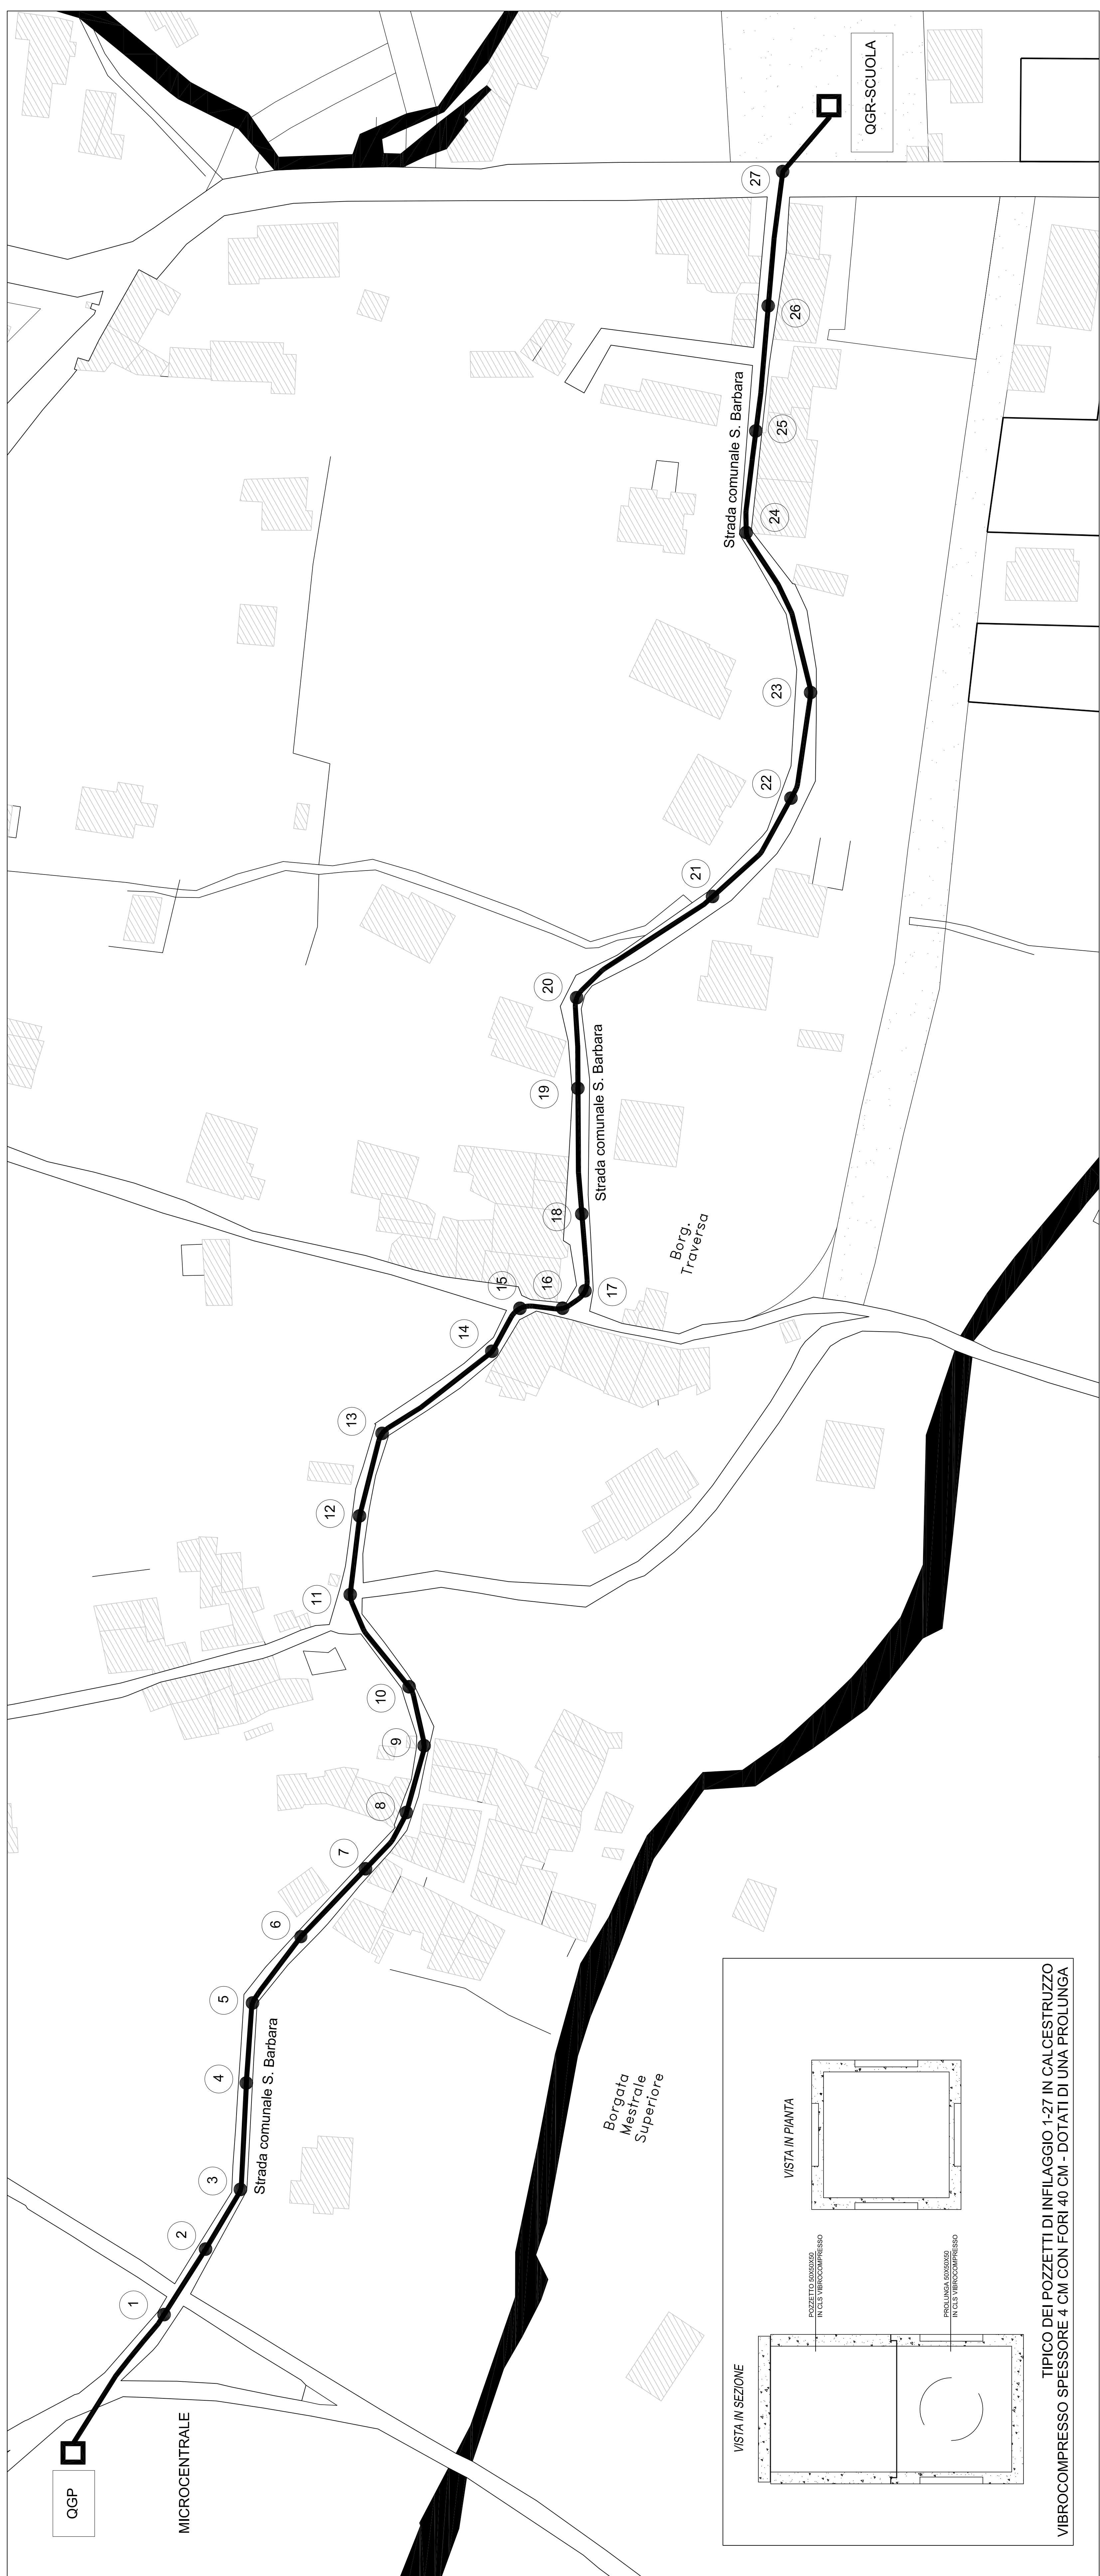 QGP
MICROCENTRALE
1
2
3
4
5
Strada comunale S. Barbara
6
7
8
9
10
11
12
13
14
15
16
17
18
19
20
Strada comunale S. Barbara
21
22
23
24
25
26
27
Strada comunale S. Barbara
QGR-SCUOLA
Borg.
Traversa
Borgata
Mestrale
Superiore
VISTA IN SEZIONE
POZZETTO 50X50X50
IN CLS VIBROCOMPRESSO
PROLUNGA 50X50X50
IN CLS VIBROCOMPRESSO
VISTA IN PIANTA
TIPICO DEI POZZETTI DI INFILAGGIO 1-27 IN CALCESTRUZZO
VIBROCOMPRESSO SPESSORE 4 CM CON FORI 40 CM - DOTATI DI UNA PROLUNGA